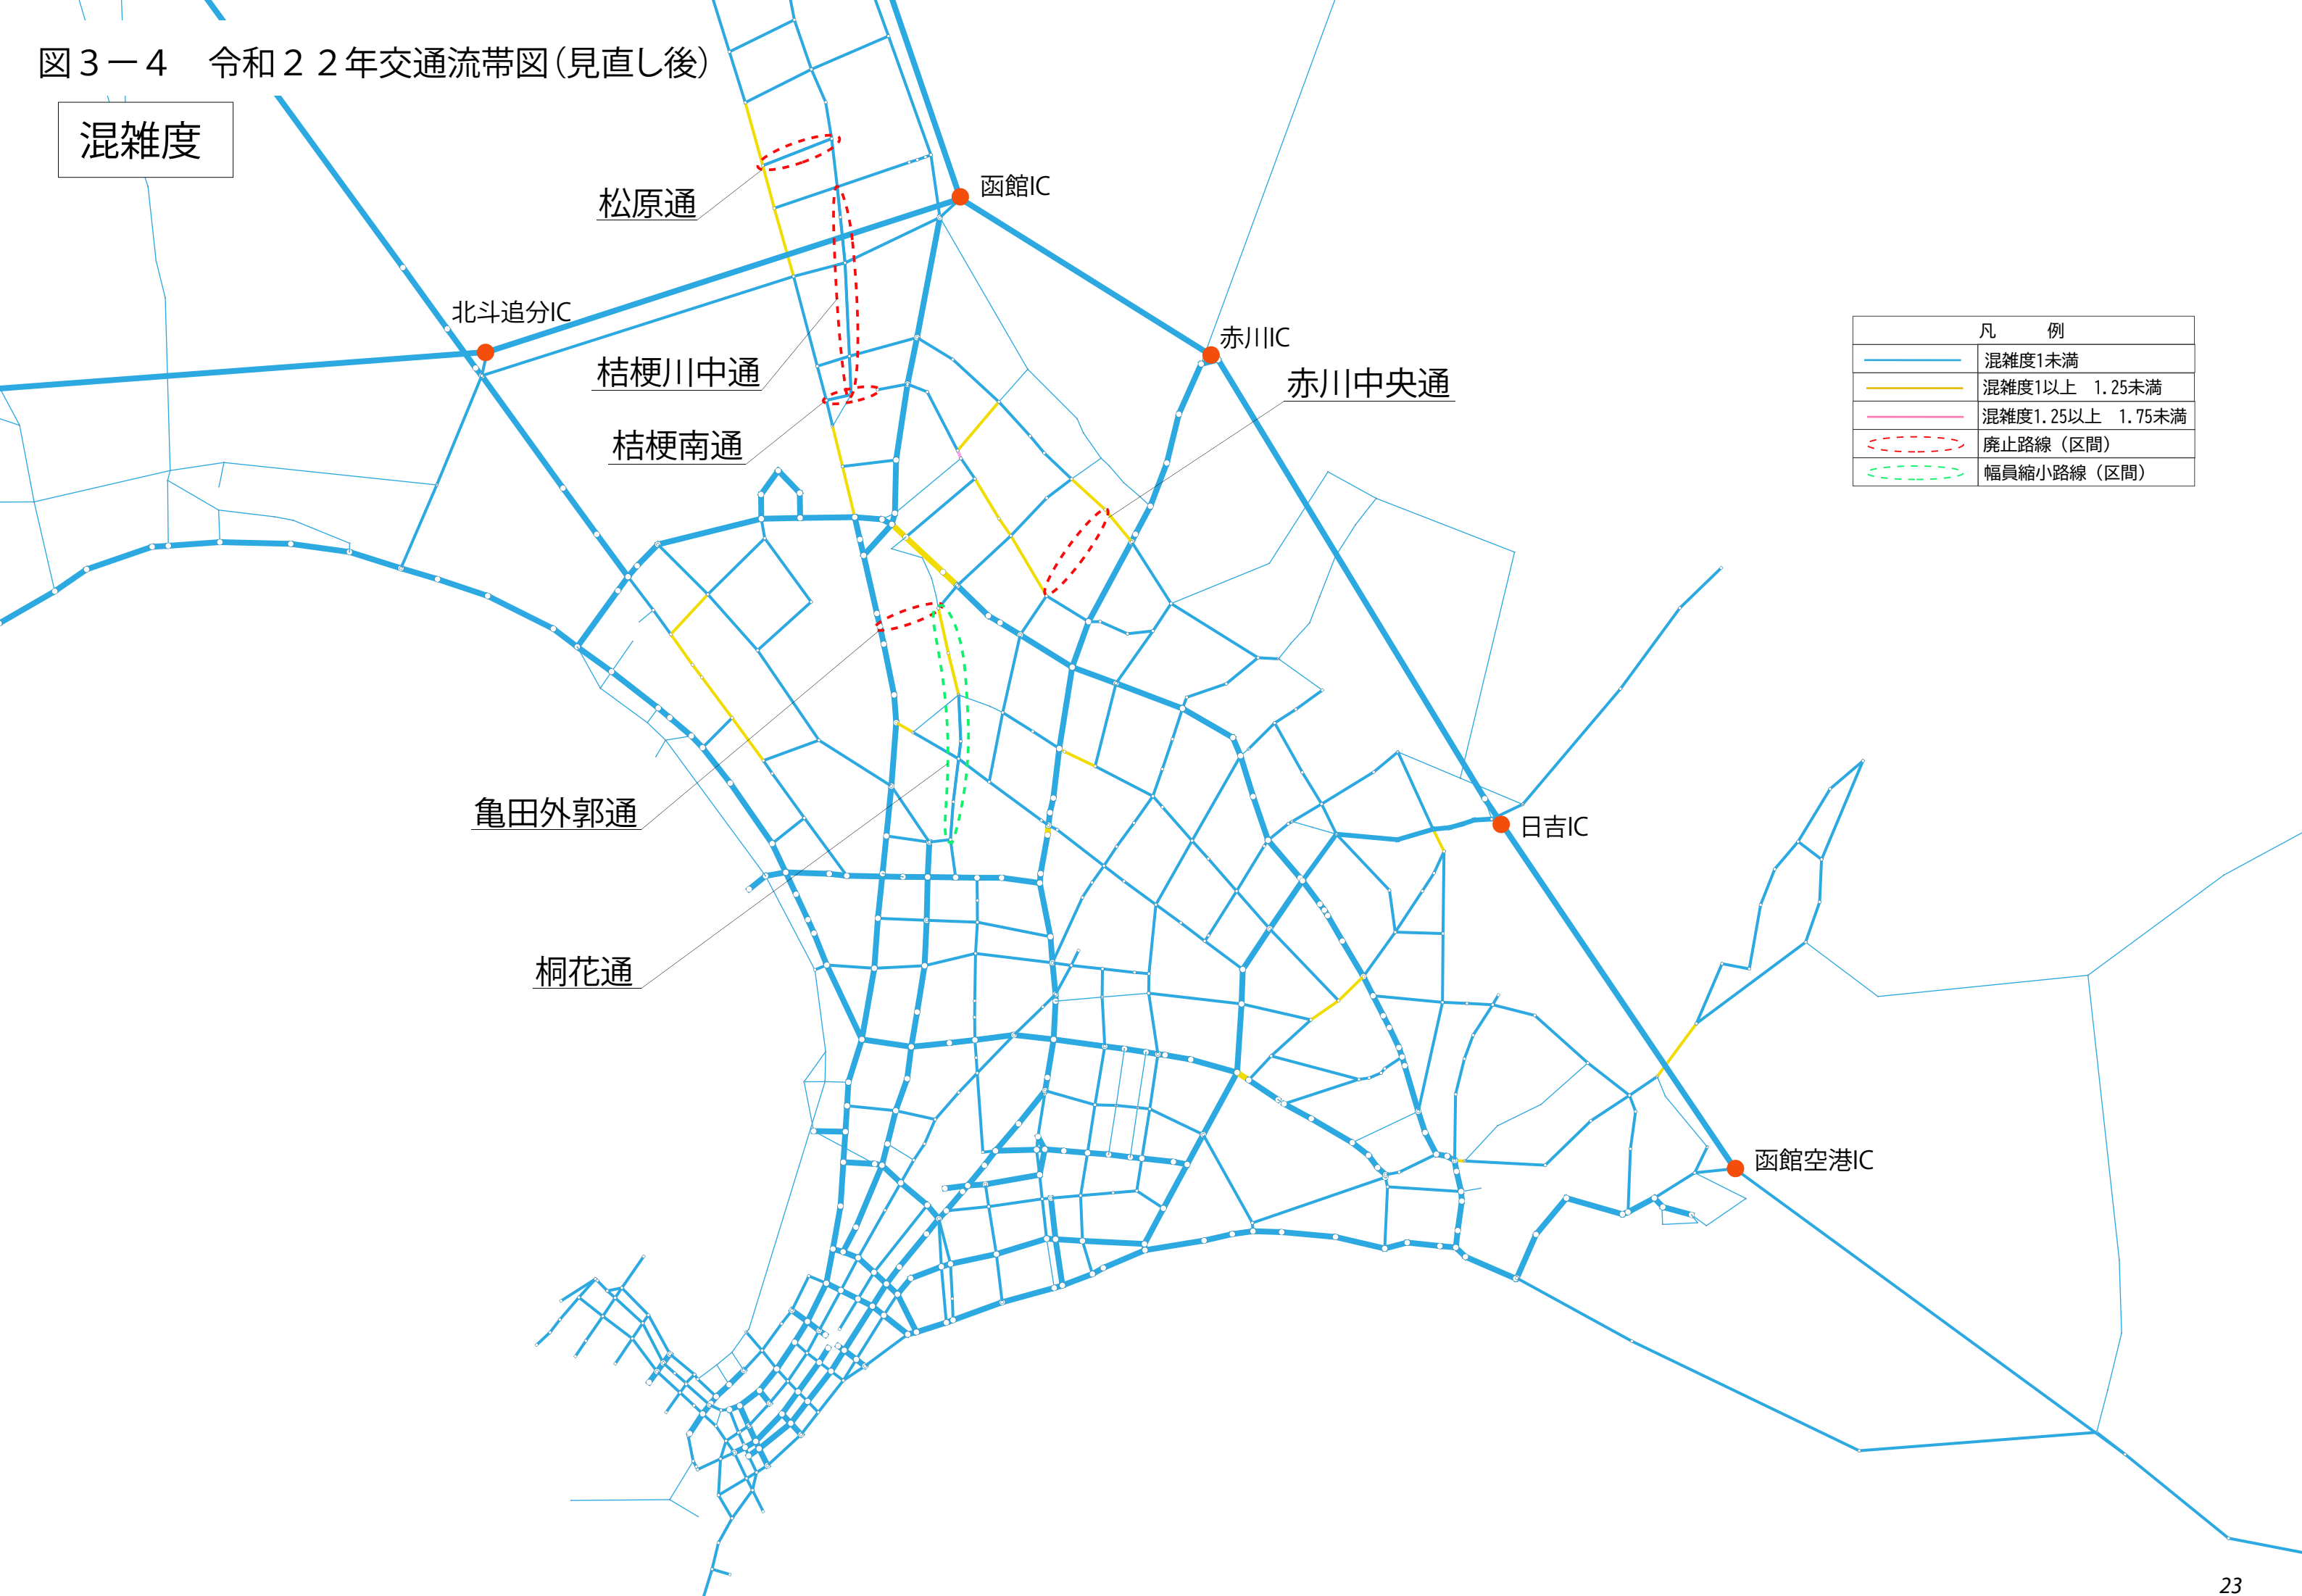 図３－４　令和２２年交通流帯図（見直し後）
混雑度
松原通
函館IC
北斗追分IC
赤川IC
桔梗川中通
赤川中央通
桔梗南通
凡　例
混雑度1未満
混雑度1以上　1.25未満
混雑度1.25以上　1.75未満
廃止路線（区間）
幅員縮小路線（区間）
亀田外郭通
日吉IC
桐花通
函館空港IC
23